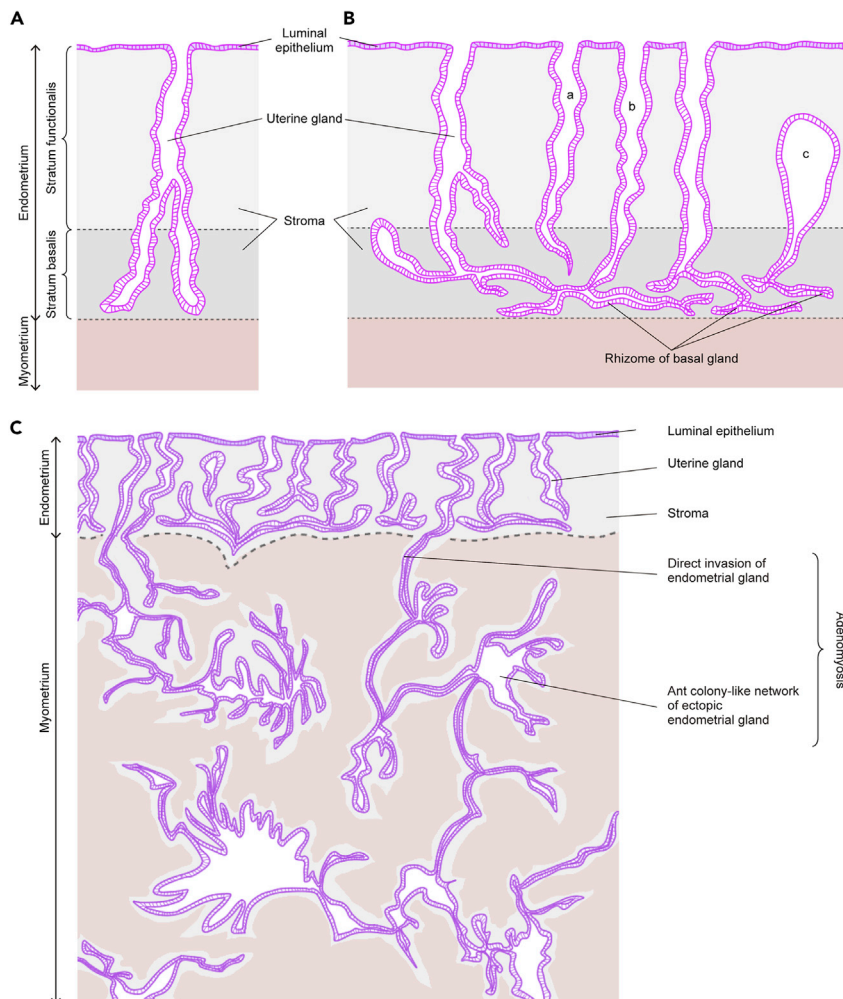 A
B
Luminal
epithelium
Endometrium
Stratum functionalis
Uterine gland
a
b
c
Stroma
Stratum basalis
Myometrium
Rhizome of basal gland
C
Luminal epithelium
Endometrium
Uterine gland
Stroma
Direct invasion of
endometrial gland
Adenomyosis
Myometrium
Ant colony-like network
of ectopic
endometrial gland